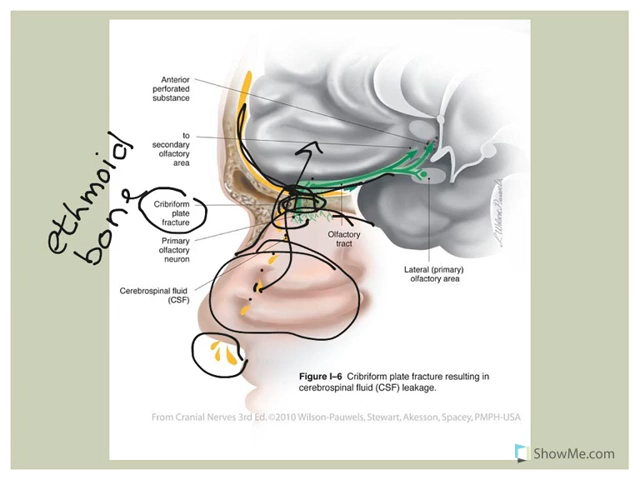 Anterior
perforated
substance
to
secondary
olfactory
area
ethmoid
bone
Cribriform
plate
fracture
Primary
olfactory
neuron
Olfactory
tract
Cerebrospinal fluid
(CSF)
Lateral (primary)
olfactory area
L.Wilson-Pauwels
Figure I–6 Cribriform plate fracture resulting in
cerebrospinal fluid (CSF) leakage.
From Cranial Nerves 3rd Ed. ©2010 Wilson-Pauwels, Stewart, Akesson, Spacey, PMPH-USA
ShowMe.com